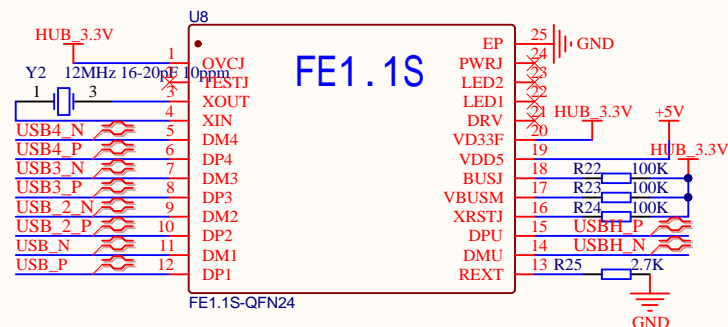 U8
HUB_3.3V
Y2 12MHz 16-20pF 10ppm
1 3
FE1.1S
1 OVCJ
2 TESTJ
3 XOUT
4 XIN
USB4_N 5 DM4
USB4_P 6 DP4
USB3_N 7 DM3
USB3_P 8 DP3
USB_2_N 9 DM2
USB_2_P 10 DP2
USB_N 11 DM1
USB_P 12 DP1
EP 25 GND
PWRJ 24
LED2 23
LED1 22
DRV 21
VD33F 20 HUB_3.3V
VDD5 19 +5V
HUB_3.3V
BUSJ 18 R22 100K
VBUSM 17 R23 100K
XRSTJ 16 R24 100K
DPU 15 USBH_P
DMU 14 USBH_N
REXT 13 R25 2.7K
GND
FE1.1S-QFN24